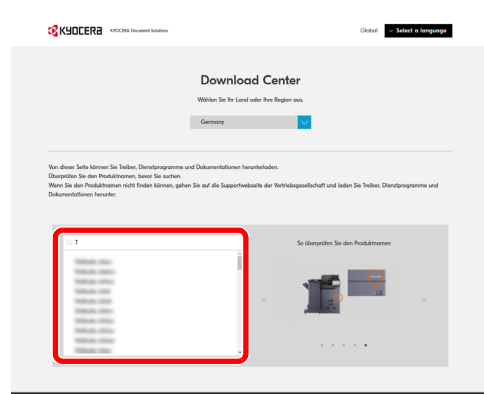 KYOCERA KYOCERA Document Solutions
Global Select a language
Download Center
Wählen Sie Ihr Land oder Ihre Region aus.
Germany
Von dieser Seite können Sie Treiber, Dienstprogramme und Dokumentationen herunterladen.
Überprüfen Sie den Produktnamen, bevor Sie suchen.
Wenn Sie den Produktnamen nicht finden können, gehen Sie auf die Supportwebseite der Vertriebsgesellschaft und laden Sie Treiber, Dienstprogramme und
Dokumentationen herunter.
T
So überprüfen Sie den Produktnamen